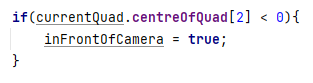 if(currentQuad.centreOfQuad[2] < 0){
    inFrontOfCamera = true;
}